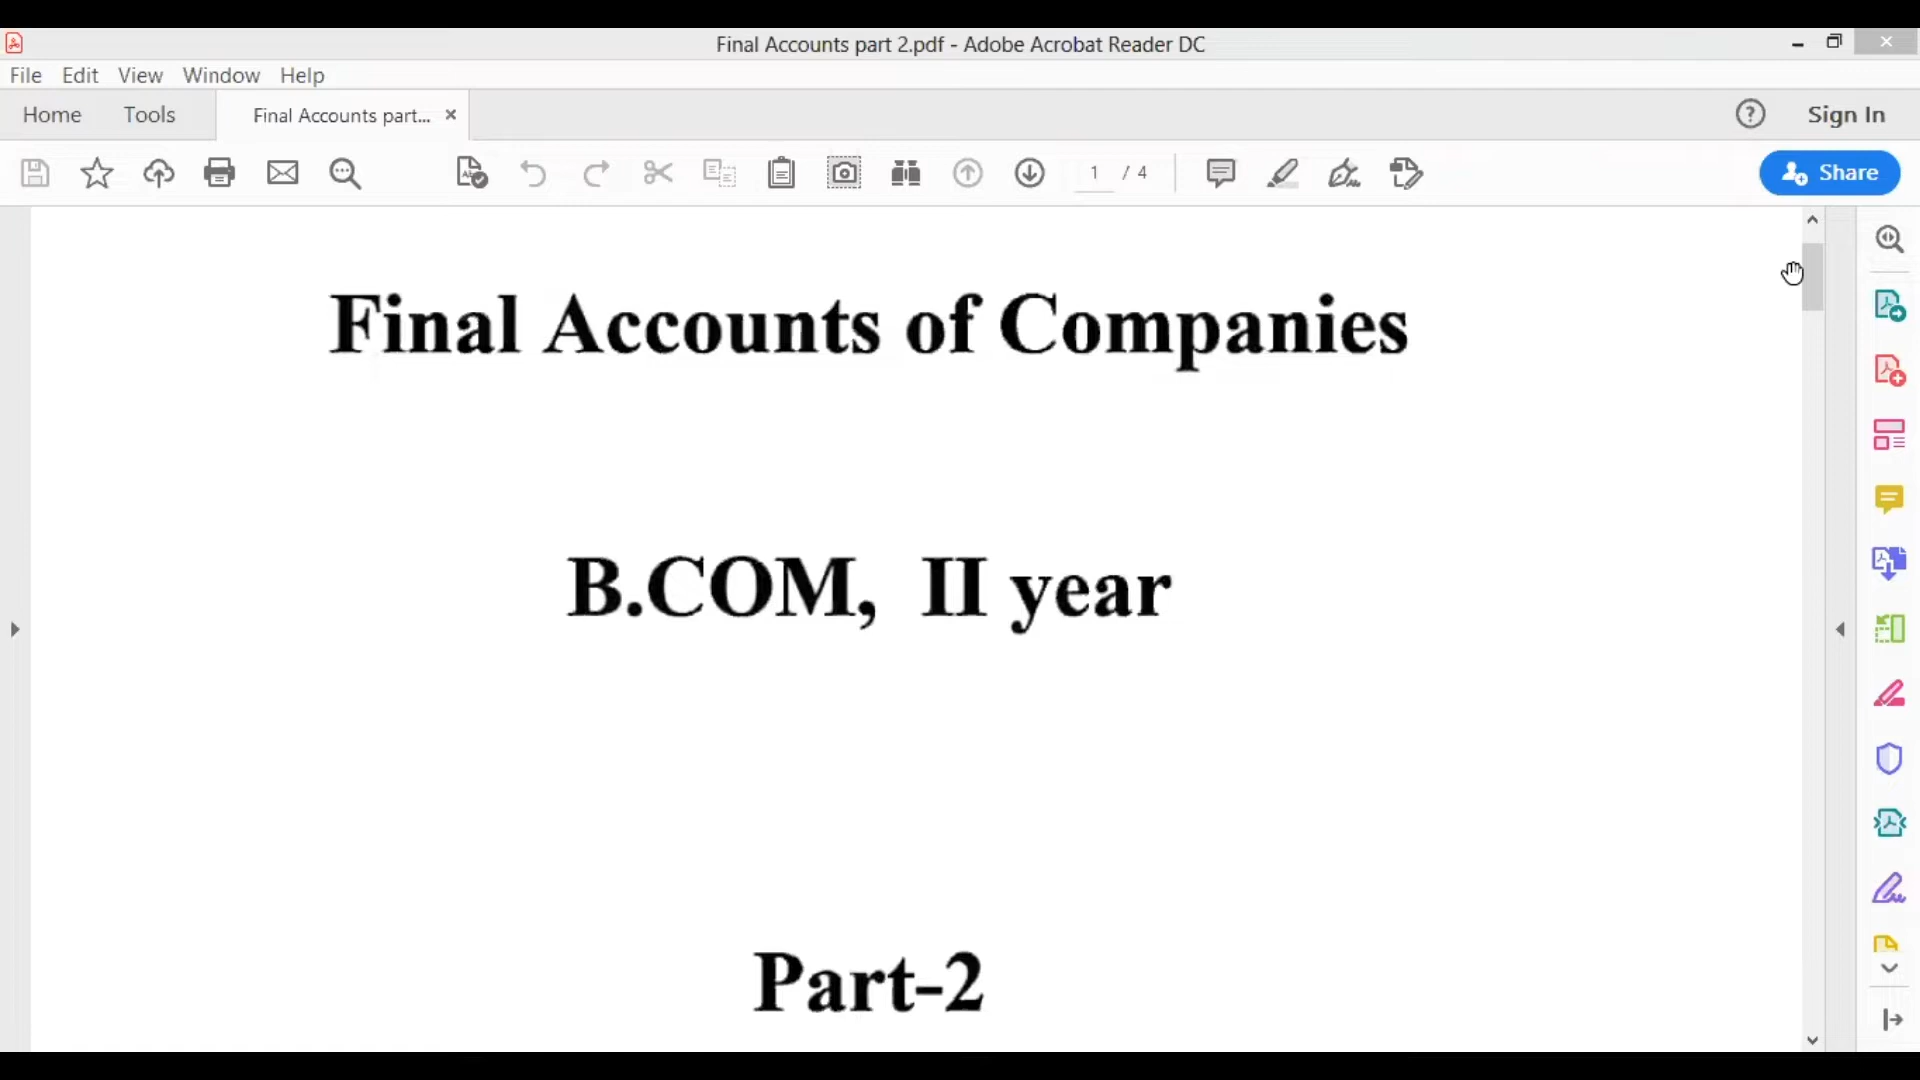 Final Accounts part 2.pdf - Adobe Acrobat Reader DC
File Edit View Window Help
Home Tools Final Accounts part... Sign In
1 / 4 Share
Final Accounts of Companies
B.COM, II year
Part-2